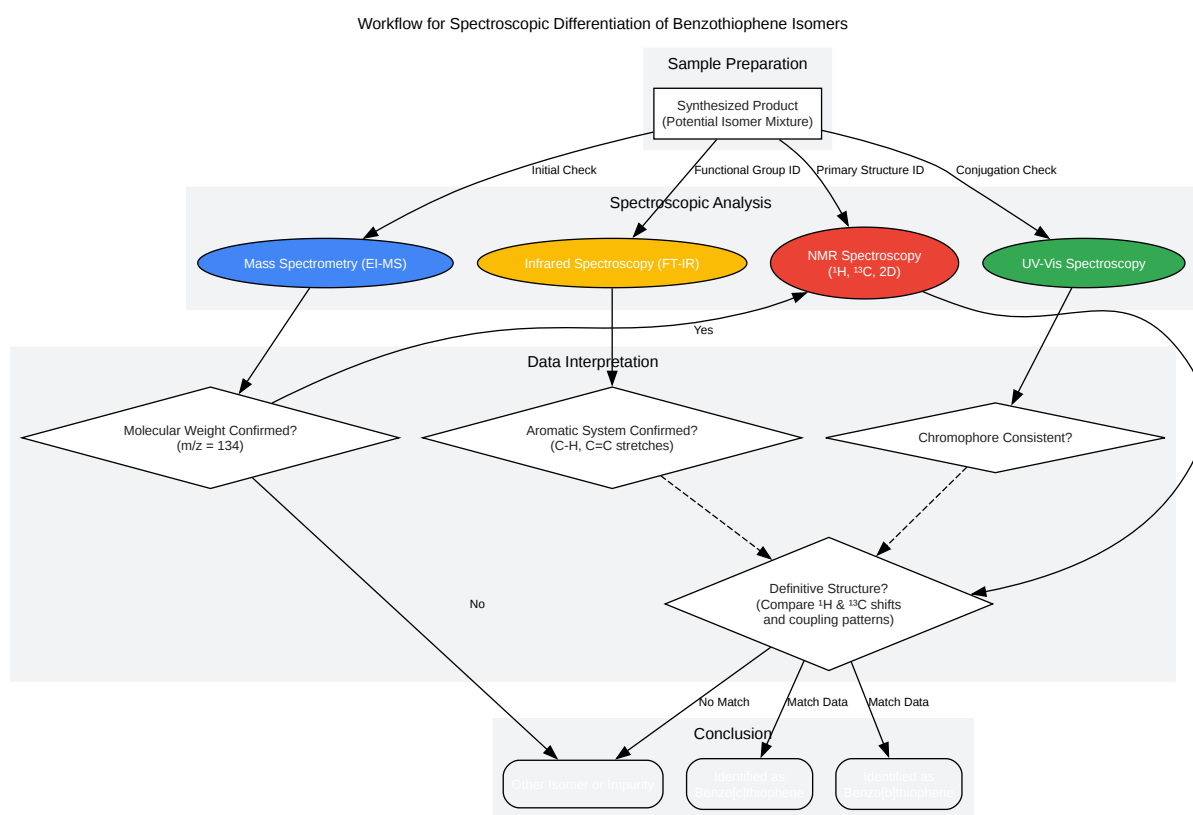 Workflow for Spectroscopic Differentiation of Benzothiophene Isomers
Sample Preparation
Synthesized Product
(Potential Isomer Mixture)
Initial Check
Functional Group ID
Primary Structure ID
Conjugation Check
Spectroscopic Analysis
Mass Spectrometry (EI-MS)
Infrared Spectroscopy (FT-IR)
NMR Spectroscopy
(¹H, ¹³C, 2D)
UV-Vis Spectroscopy
Yes
Data Interpretation
Molecular Weight Confirmed?
(m/z = 134)
Aromatic System Confirmed?
(C-H, C=C stretches)
Chromophore Consistent?
Definitive Structure?
(Compare ¹H & ¹³C shifts
and coupling patterns)
No
No Match
Match Data
Match Data
Conclusion
Other Isomer or Impurity
Identified as
Benzo[c]thiophene
Identified as
Benzo[b]thiophene